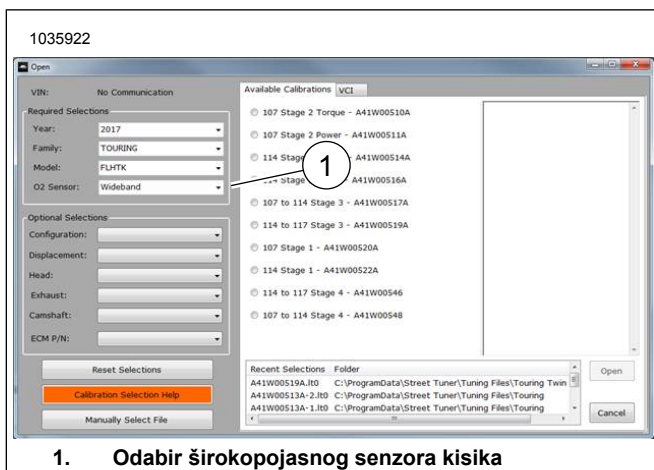 1035922
Open
VIN: No Communication
Required Selections
Year: 2017
Family: TOURING
Model: FLHTK
O2 Sensor: Wideband
Optional Selections
Configuration:
Displacement:
Head:
Exhaust:
Camshaft:
ECM P/N:
Reset Selections
Calibration Selection Help
Manually Select File
Available Calibrations VCI
107 Stage 2 Torque - A41W00510A
107 Stage 2 Power - A41W00511A
114 Stage A41W00514A
1
114 Stage A41W00516A
107 to 114 Stage 3 - A41W00517A
114 to 117 Stage 3 - A41W00519A
107 Stage 1 - A41W00520A
114 Stage 1 - A41W00522A
114 to 117 Stage 4 - A41W00546
107 to 114 Stage 4 - A41W00548
Recent Selections Folder
A41W00519A.lt0 C:\ProgramData\Street Tuner\Tuning Files\Touring Twin
A41W00513A-2.lt0 C:\ProgramData\Street Tuner\Tuning Files\Touring
A41W00513A-1.lt0 C:\ProgramData\Street Tuner\Tuning Files\Touring
Open
Cancel
1. Odabir širokopojasnog senzora kisika